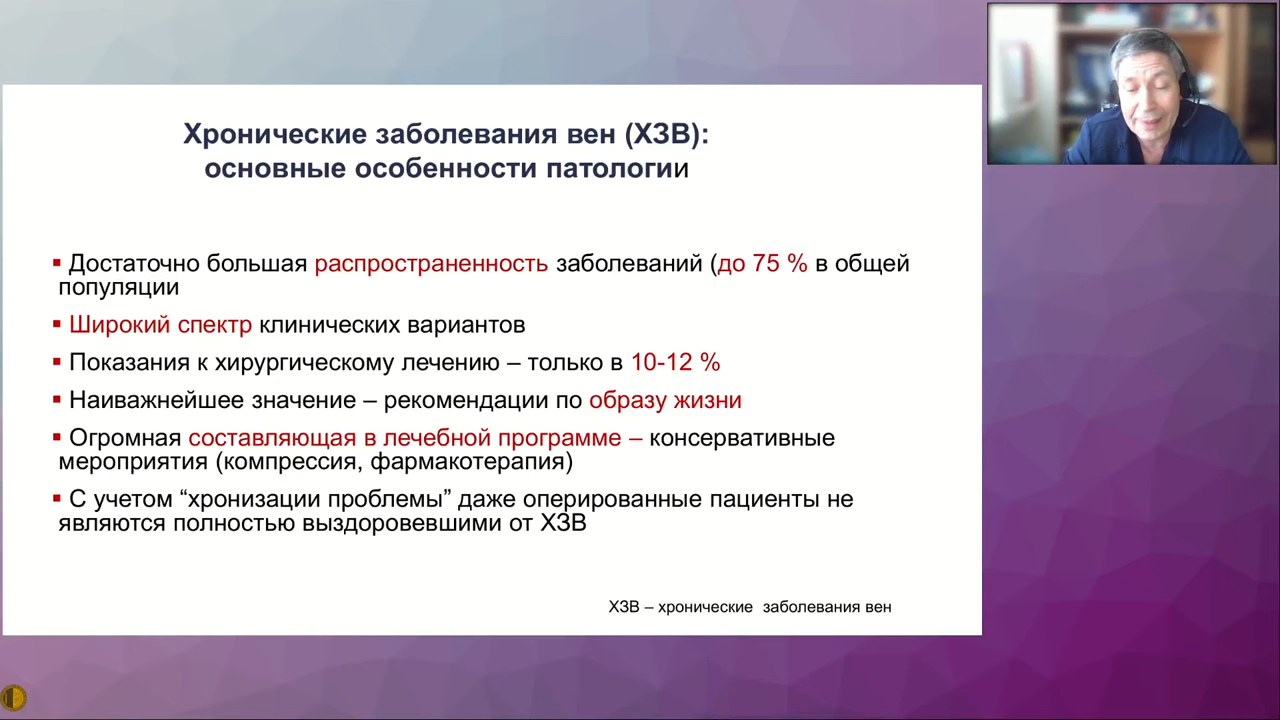 Хронические заболевания вен (ХЗВ):
основные особенности патологии
▪ Достаточно большая распространенность заболеваний (до 75 % в общей
популяции
▪ Широкий спектр клинических вариантов
▪ Показания к хирургическому лечению – только в 10-12 %
▪ Наиважнейшее значение – рекомендации по образу жизни
▪ Огромная составляющая в лечебной программе – консервативные
мероприятия (компрессия, фармакотерапия)
▪ С учетом “хронизации проблемы” даже оперированные пациенты не
являются полностью выздоровевшими от ХЗВ
ХЗВ – хронические заболевания вен